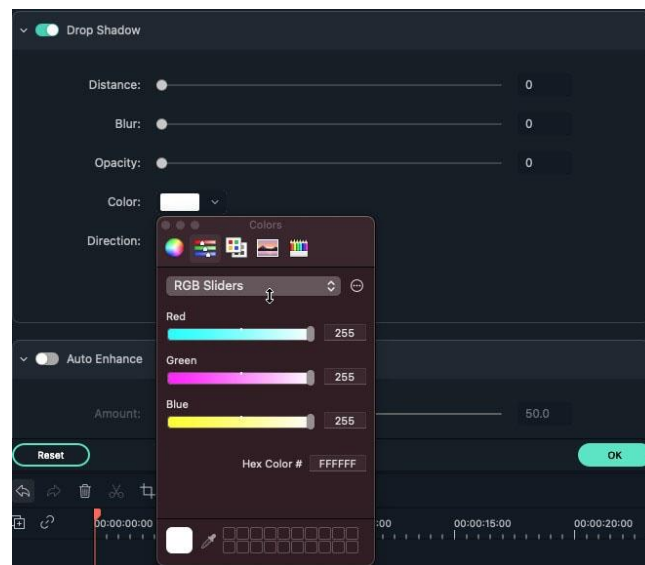 Drop Shadow
Distance: 0
Blur: 0
Opacity: 0
Color:
Direction:
Colors
RGB Sliders
Red
255
Green
255
Blue
255
Hex Color # FFFFFF
Auto Enhance
Amount: 50.0
Reset OK
00:00:00:00 :00 00:00:15:00 00:00:20:00